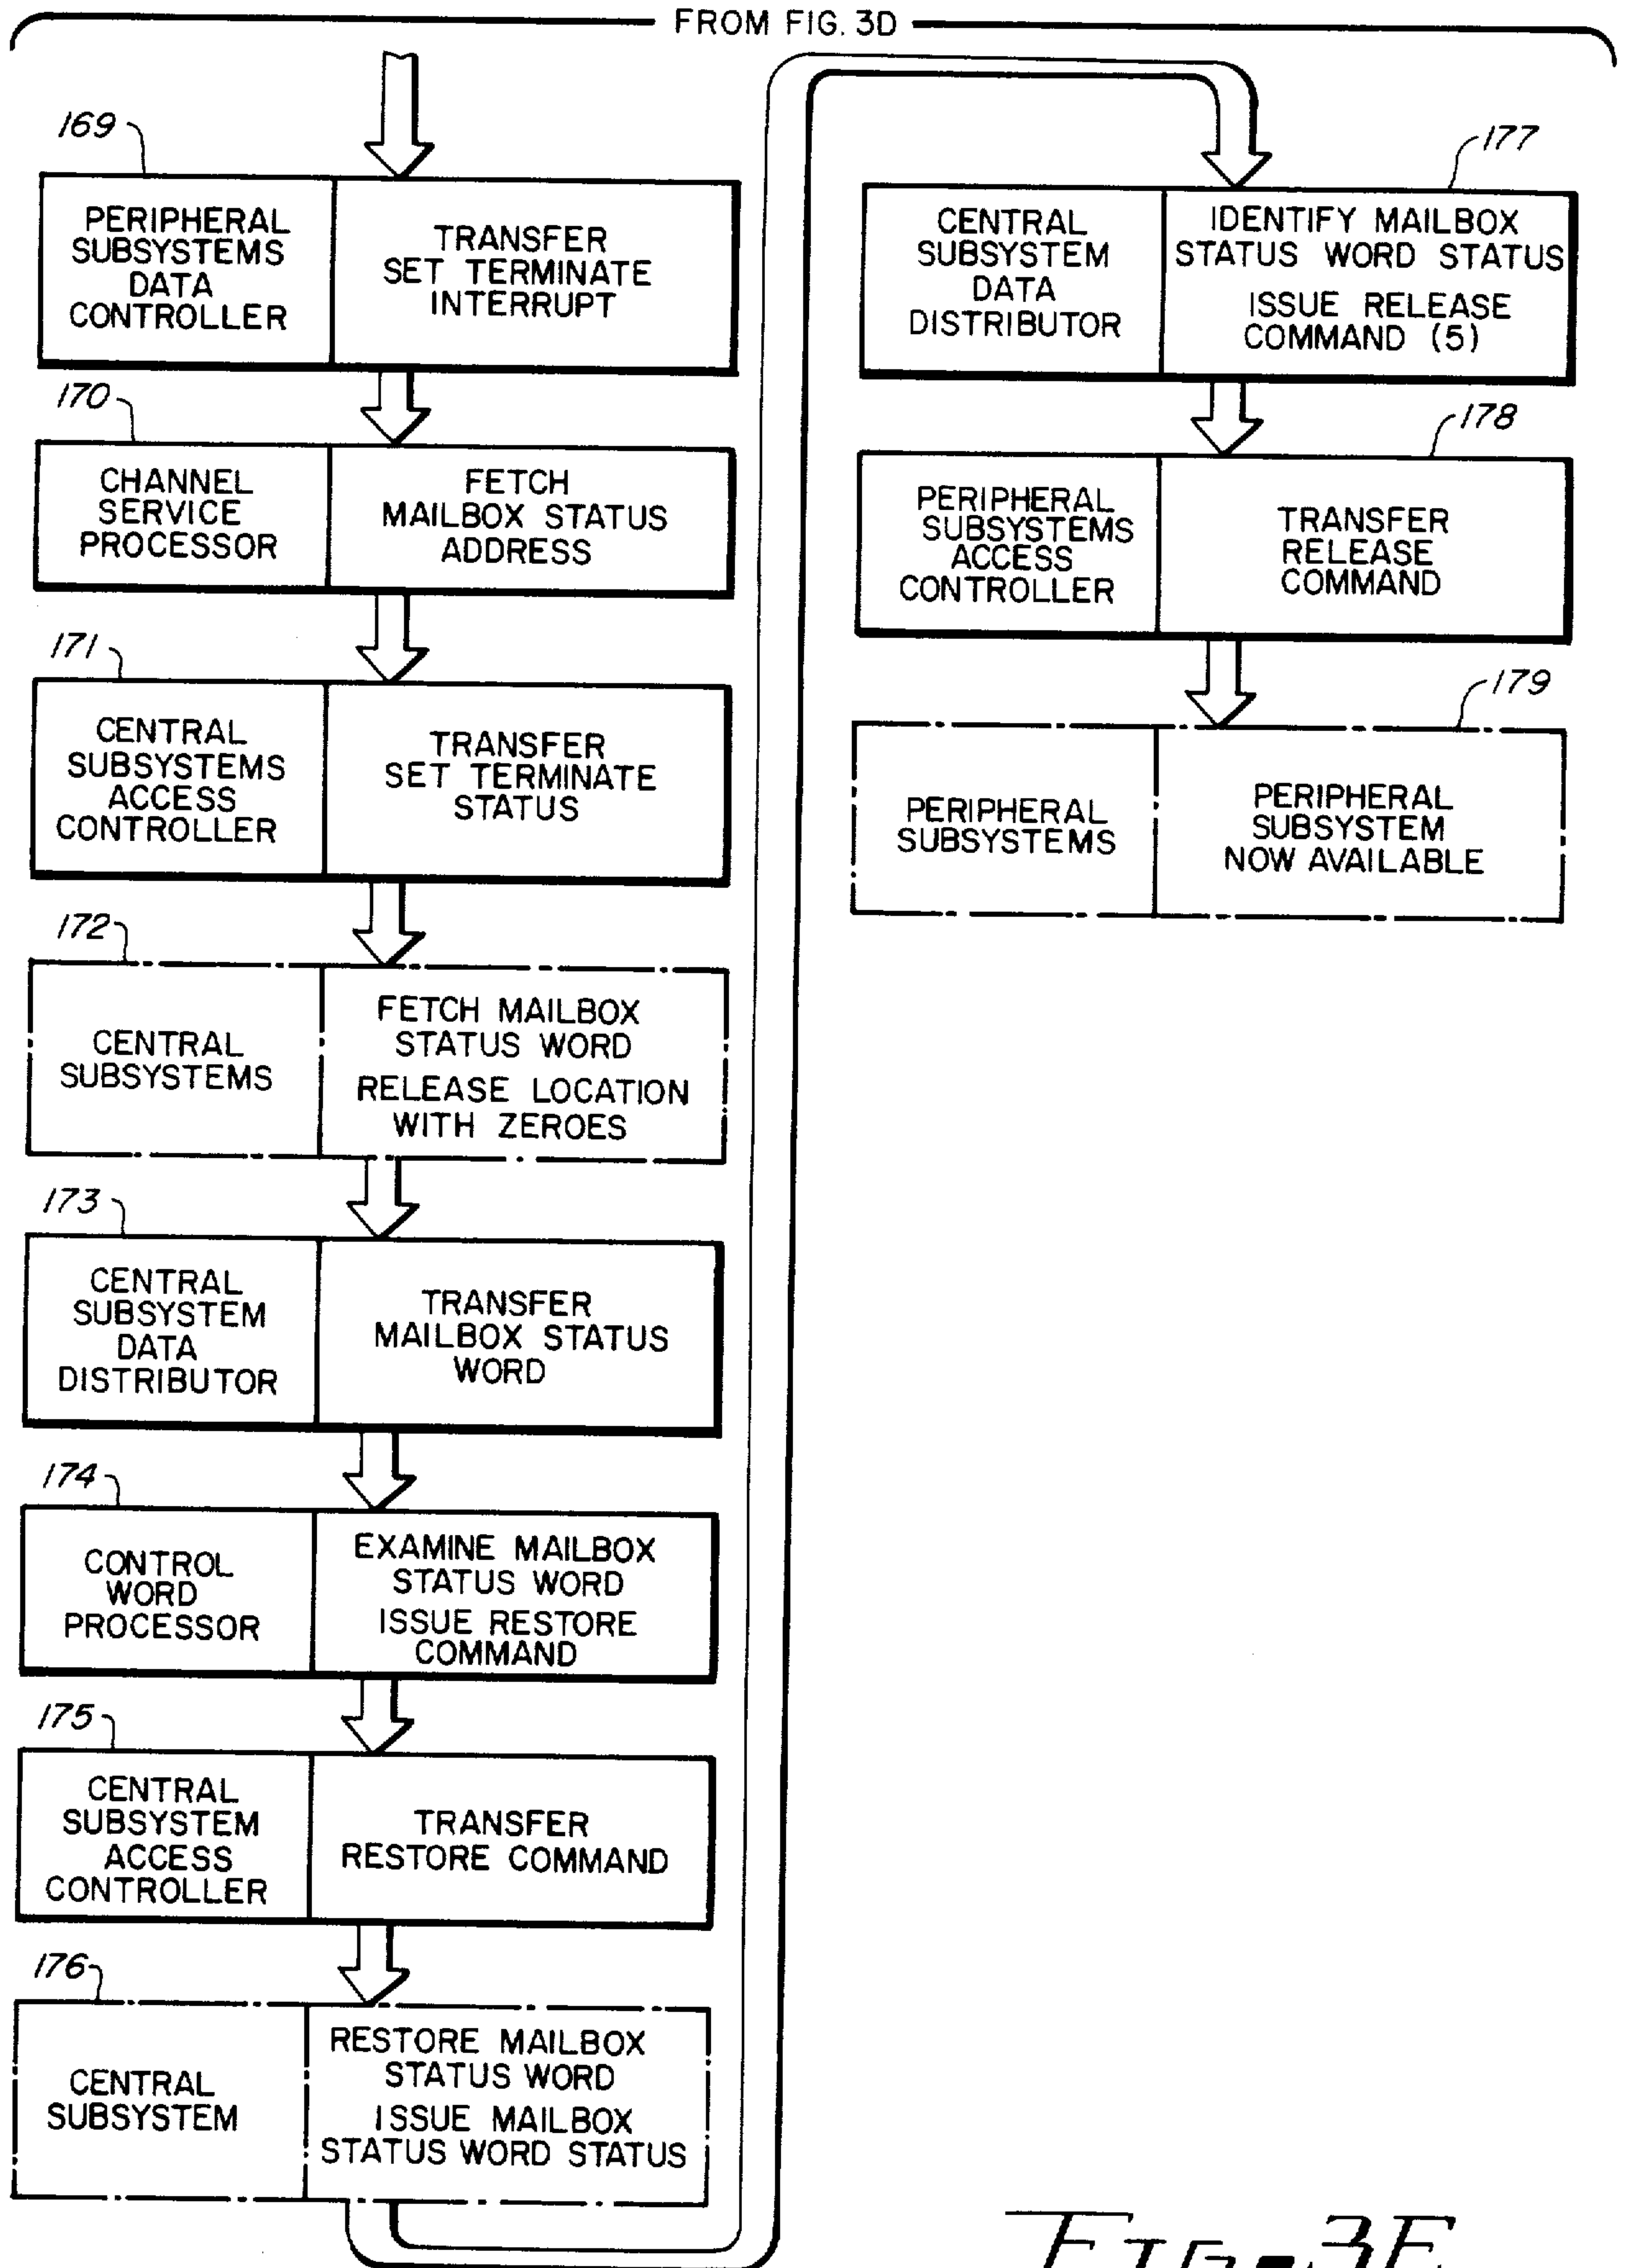 FROM FIG. 3D
169
PERIPHERAL
SUBSYSTEMS
DATA
CONTROLLER
TRANSFER
SET TERMINATE
INTERRUPT
170
CHANNEL
SERVICE
PROCESSOR
FETCH
MAILBOX STATUS
ADDRESS
171
CENTRAL
SUBSYSTEMS
ACCESS
CONTROLLER
TRANSFER
SET TERMINATE
STATUS
172
CENTRAL
SUBSYSTEMS
FETCH MAILBOX
STATUS WORD
RELEASE LOCATION
WITH ZEROES
173
CENTRAL
SUBSYSTEM
DATA
DISTRIBUTOR
TRANSFER
MAILBOX STATUS
WORD
174
CONTROL
WORD
PROCESSOR
EXAMINE MAILBOX
STATUS WORD
ISSUE RESTORE
COMMAND
175
CENTRAL
SUBSYSTEM
ACCESS
CONTROLLER
TRANSFER
RESTORE COMMAND
176
CENTRAL
SUBSYSTEM
RESTORE MAILBOX
STATUS WORD
ISSUE MAILBOX
STATUS WORD STATUS
177
CENTRAL
SUBSYSTEM
DATA
DISTRIBUTOR
IDENTIFY MAILBOX
STATUS WORD STATUS
ISSUE RELEASE
COMMAND (5)
178
PERIPHERAL
SUBSYSTEMS
ACCESS
CONTROLLER
TRANSFER
RELEASE
COMMAND
179
PERIPHERAL
SUBSYSTEMS
PERIPHERAL
SUBSYSTEM
NOW AVAILABLE
FIG. 3E